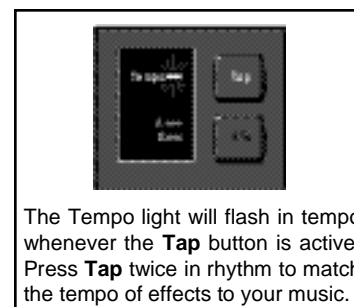 Tempo
Tap
The Tempo light will flash in tempo
whenever the Tap button is active
Press Tap twice in rhythm to match
the tempo of effects to your music.